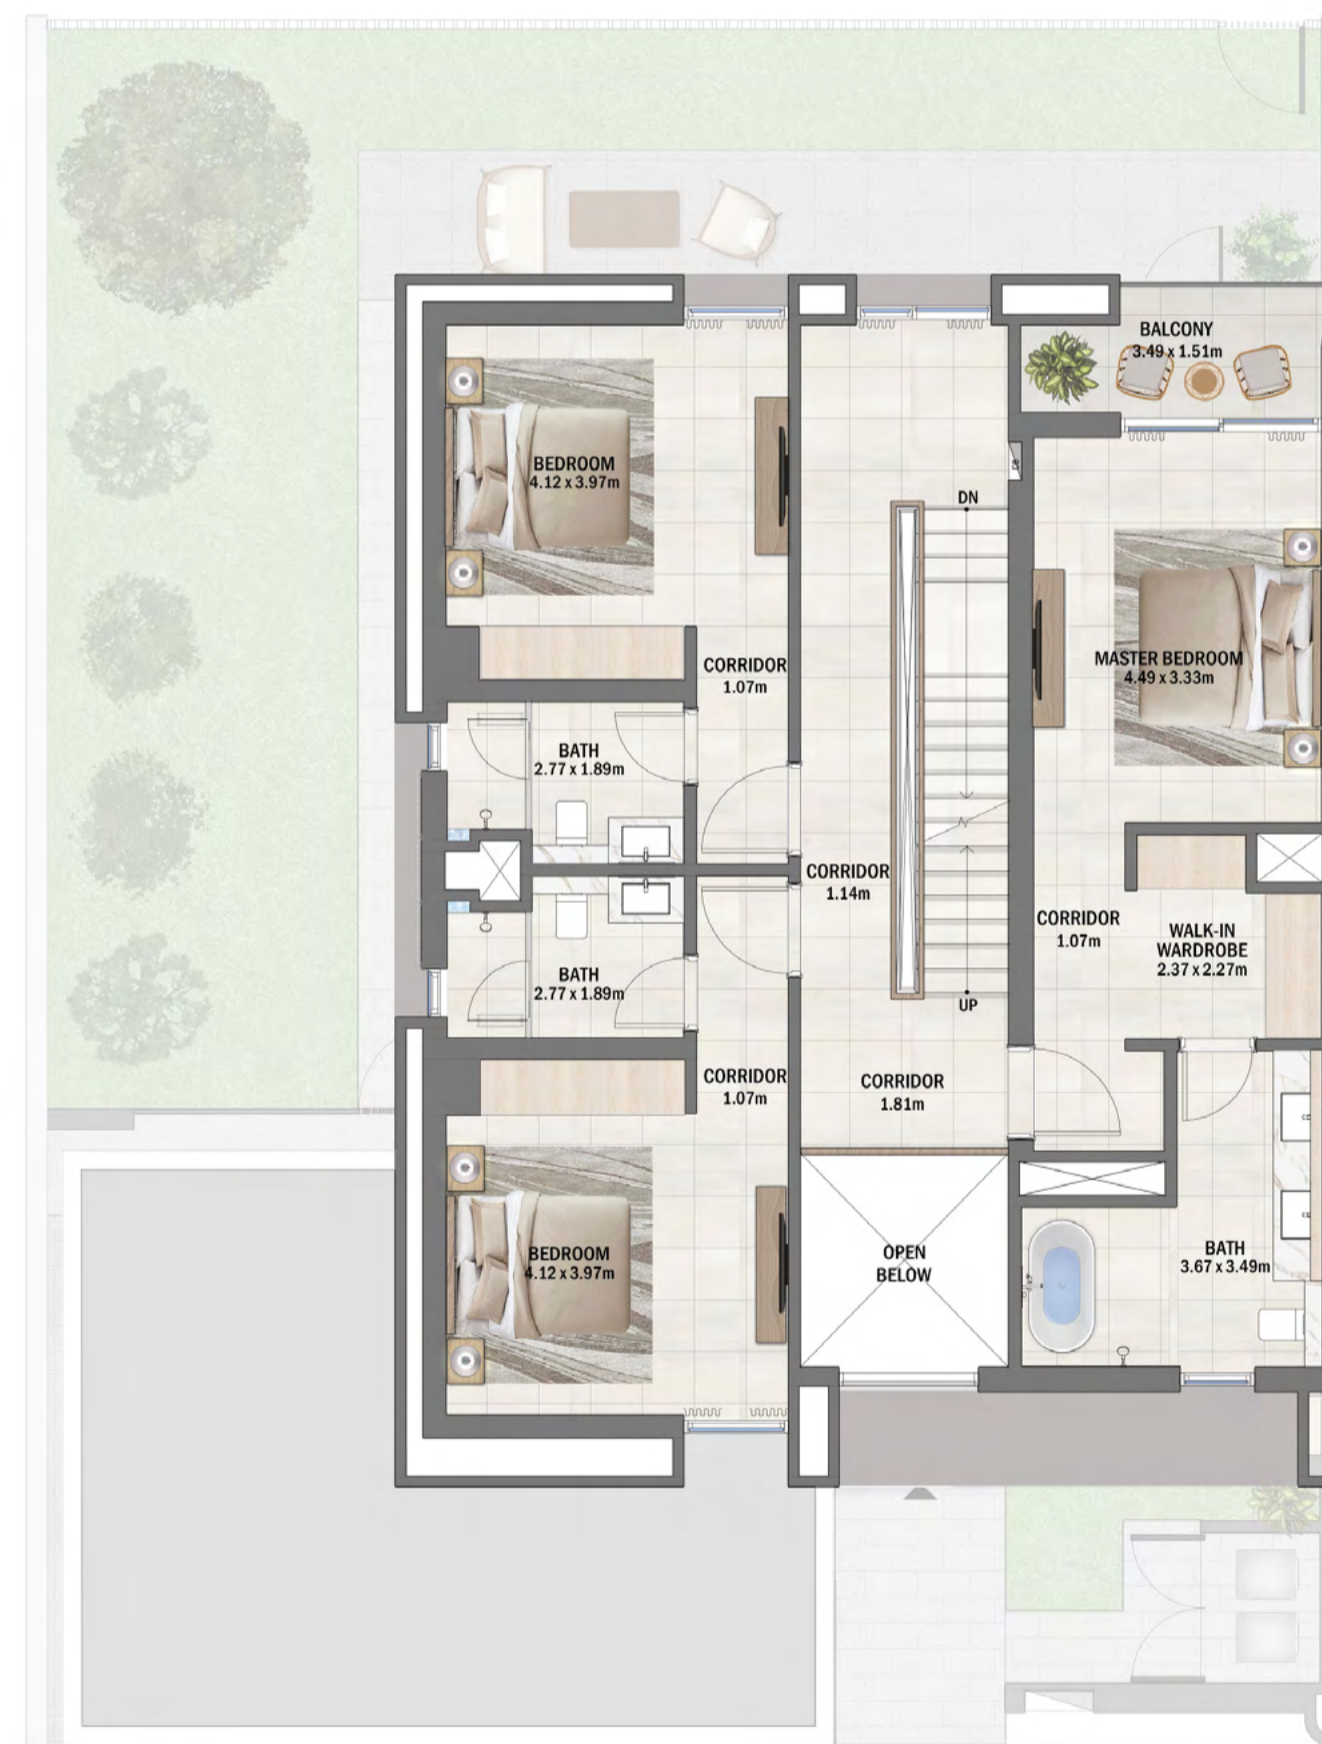 BALCONY
3.49 x 1.51m
BEDROOM
4.12 x 3.97m
DB
DN
CORRIDOR
1.07m
MASTER BEDROOM
4.49 x 3.33m
BATH
2.77 x 1.89m
CORRIDOR
1.14m
CORRIDOR
1.07m
WALK-IN
WARDROBE
2.37 x 2.27m
BATH
2.77 x 1.89m
UP
CORRIDOR
1.07m
CORRIDOR
1.81m
BEDROOM
4.12 x 3.97m
OPEN
BELOW
BATH
3.67 x 3.49m